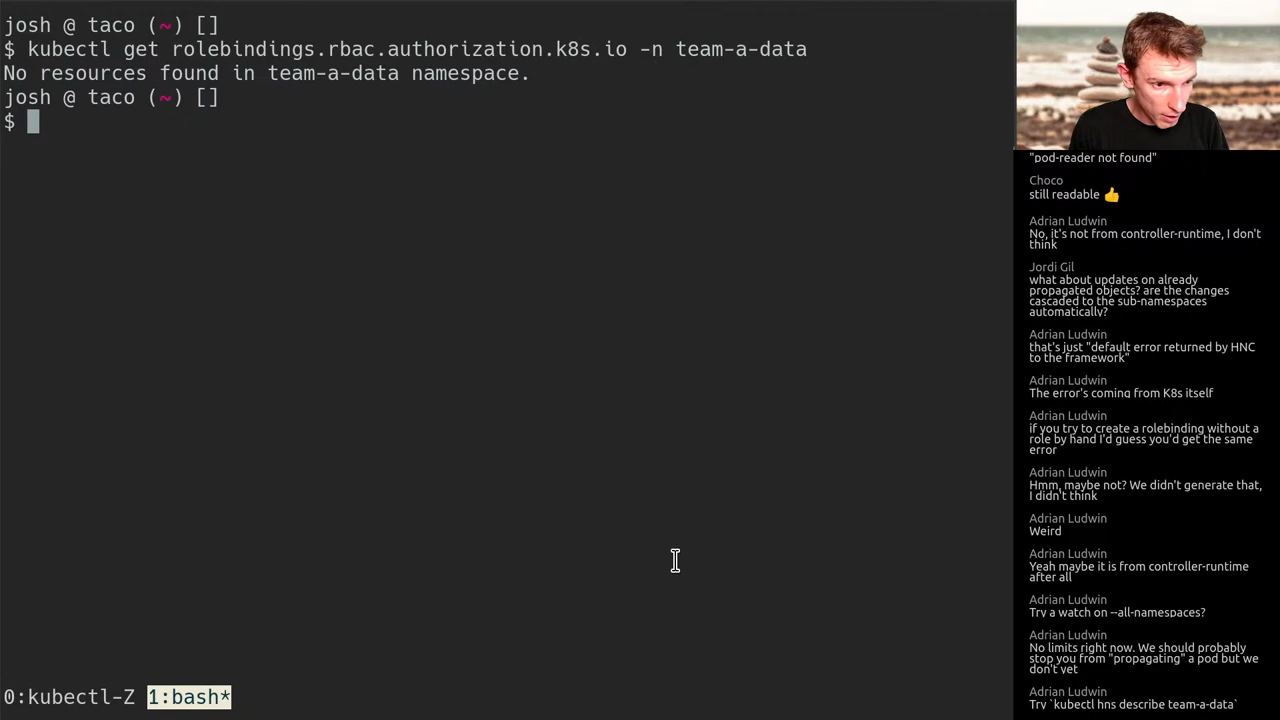 josh @ taco (~) []
$ kubectl get rolebindings.rbac.authorization.k8s.io -n team-a-data
No resources found in team-a-data namespace.
josh @ taco (~) []
$
0:kubectl-Z 1:bash*
"pod-reader not found"
Choco
still readable 👍
Adrian Ludwin
No, it's not from controller-runtime, I don't
think
Jordi Gil
what about updates on already
propagated objects? are the changes
cascaded to the sub-namespaces
automatically?
Adrian Ludwin
that's just "default error returned by HNC
to the framework"
Adrian Ludwin
The error's coming from K8s itself
Adrian Ludwin
if you try to create a rolebinding without a
role by hand I'd guess you'd get the same
error
Adrian Ludwin
Hmm, maybe not? We didn't generate that,
I didn't think
Adrian Ludwin
Weird
Adrian Ludwin
Yeah maybe it is from controller-runtime
after all
Adrian Ludwin
Try a watch on --all-namespaces?
Adrian Ludwin
No limits right now. We should probably
stop you from "propagating" a pod but we
don't yet
Adrian Ludwin
Try `kubectl hns describe team-a-data`